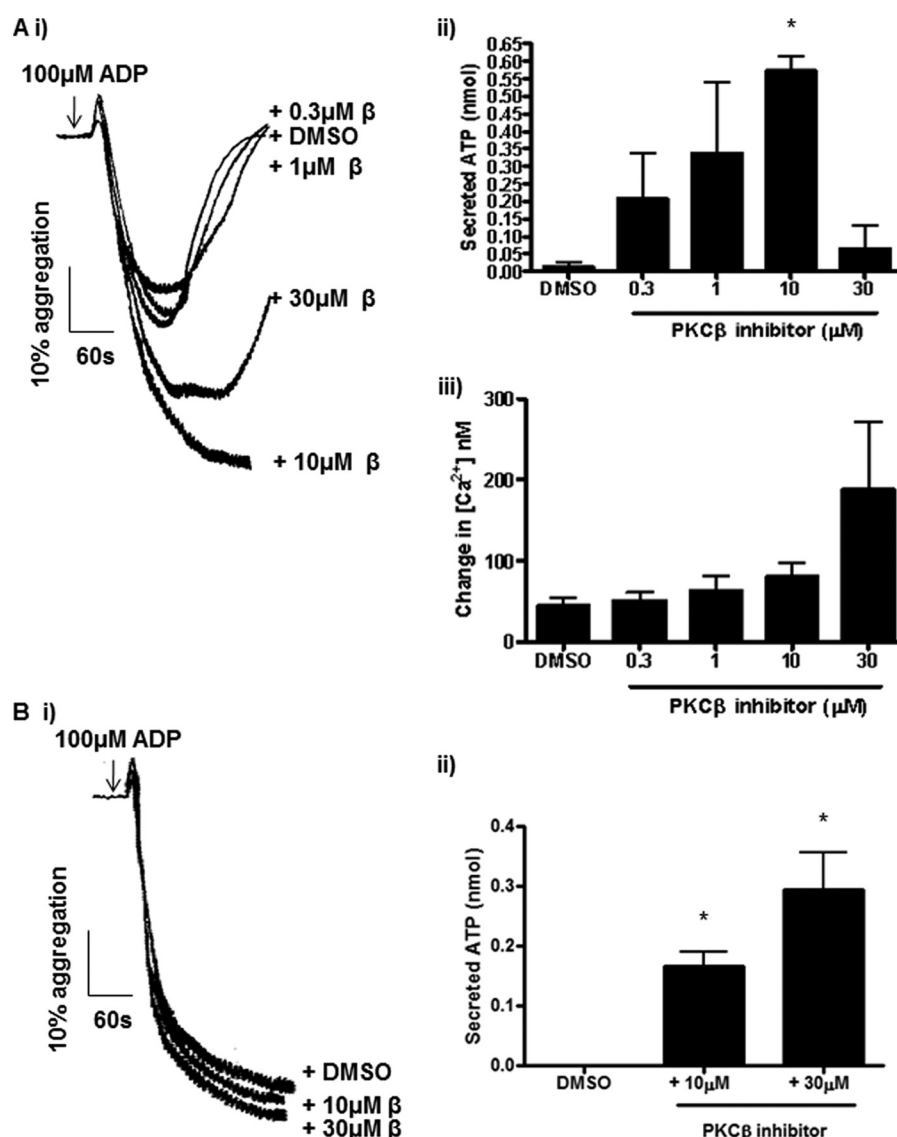 A i)
100µM ADP
+ 0.3µM β
+ DMSO
+ 1µM β
+ 30µM β
+ 10µM β
10% aggregation
60s
ii)
*
Secreted ATP (nmol)
0.65
0.60
0.55
0.50
0.45
0.40
0.35
0.30
0.25
0.20
0.15
0.10
0.05
0.00
DMSO 0.3 1 10 30
PKCβ inhibitor (µM)
iii)
Change in [Ca²⁺] nM
300
200
100
0
DMSO 0.3 1 10 30
PKCβ inhibitor (µM)
B i)
100µM ADP
10% aggregation
60s
+ DMSO
+ 10µM β
+ 30µM β
ii)
*
*
Secreted ATP (nmol)
0.4
0.3
0.2
0.1
0.0
DMSO + 10µM + 30µM
PKCβ inhibitor